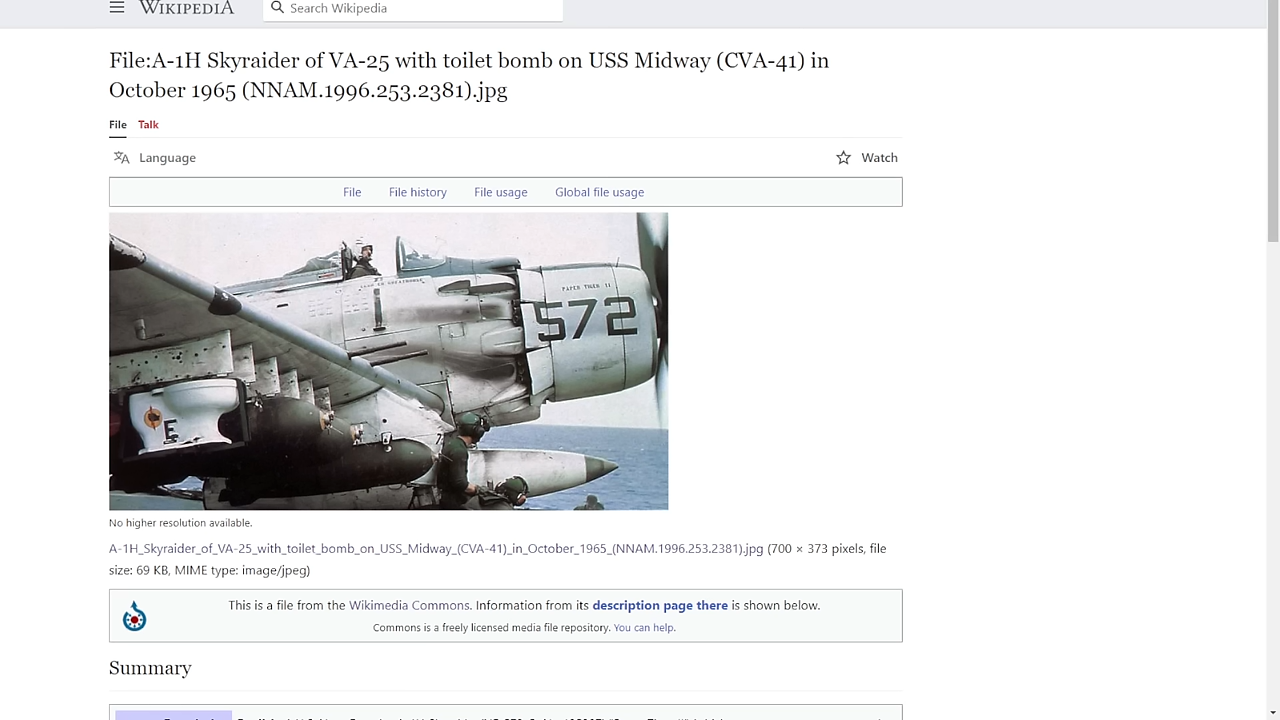 WIKIPEDIA
Search Wikipedia
File:A-1H Skyraider of VA-25 with toilet bomb on USS Midway (CVA-41) in
October 1965 (NNAM.1996.253.2381).jpg
File Talk
Language
Watch
File File history File usage Global file usage
PAPER TIGER II
572
E
No higher resolution available.
A-1H_Skyraider_of_VA-25_with_toilet_bomb_on_USS_Midway_(CVA-41)_in_October_1965_(NNAM.1996.253.2381).jpg (700 × 373 pixels, file
size: 69 KB, MIME type: image/jpeg)
This is a file from the Wikimedia Commons. Information from its description page there is shown below.
Commons is a freely licensed media file repository. You can help.
Summary